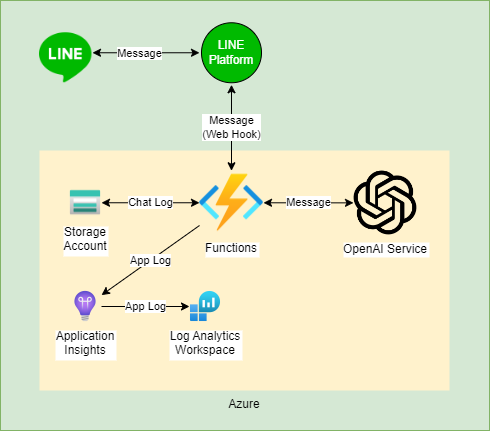 LINE
Message
LINE
Platform
Message
(Web Hook)
Chat Log
Message
Storage
Account
Functions
OpenAI Service
App Log
App Log
Application
Insights
Log Analytics
Workspace
Azure